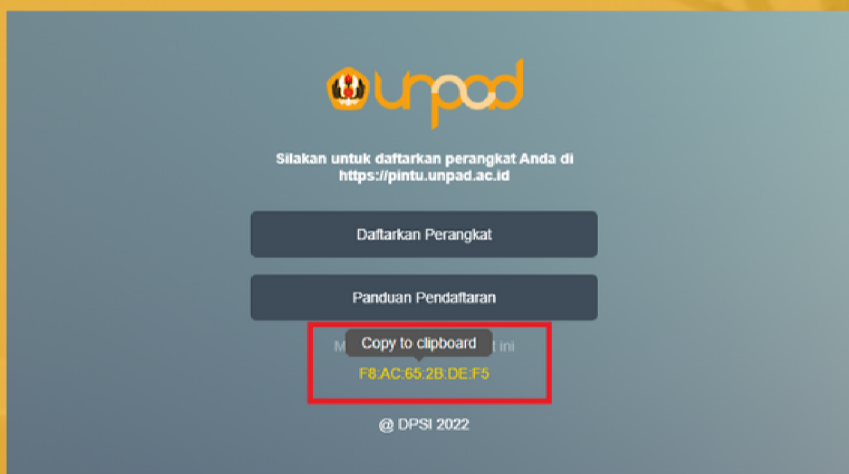 unpad
Silakan untuk daftarkan perangkat Anda di
https://pintu.unpad.ac.id
Daftarkan Perangkat
Panduan Pendaftaran
Copy to clipboard
ini
F8:AC:65:2B:DE:F5
@ DPSI 2022